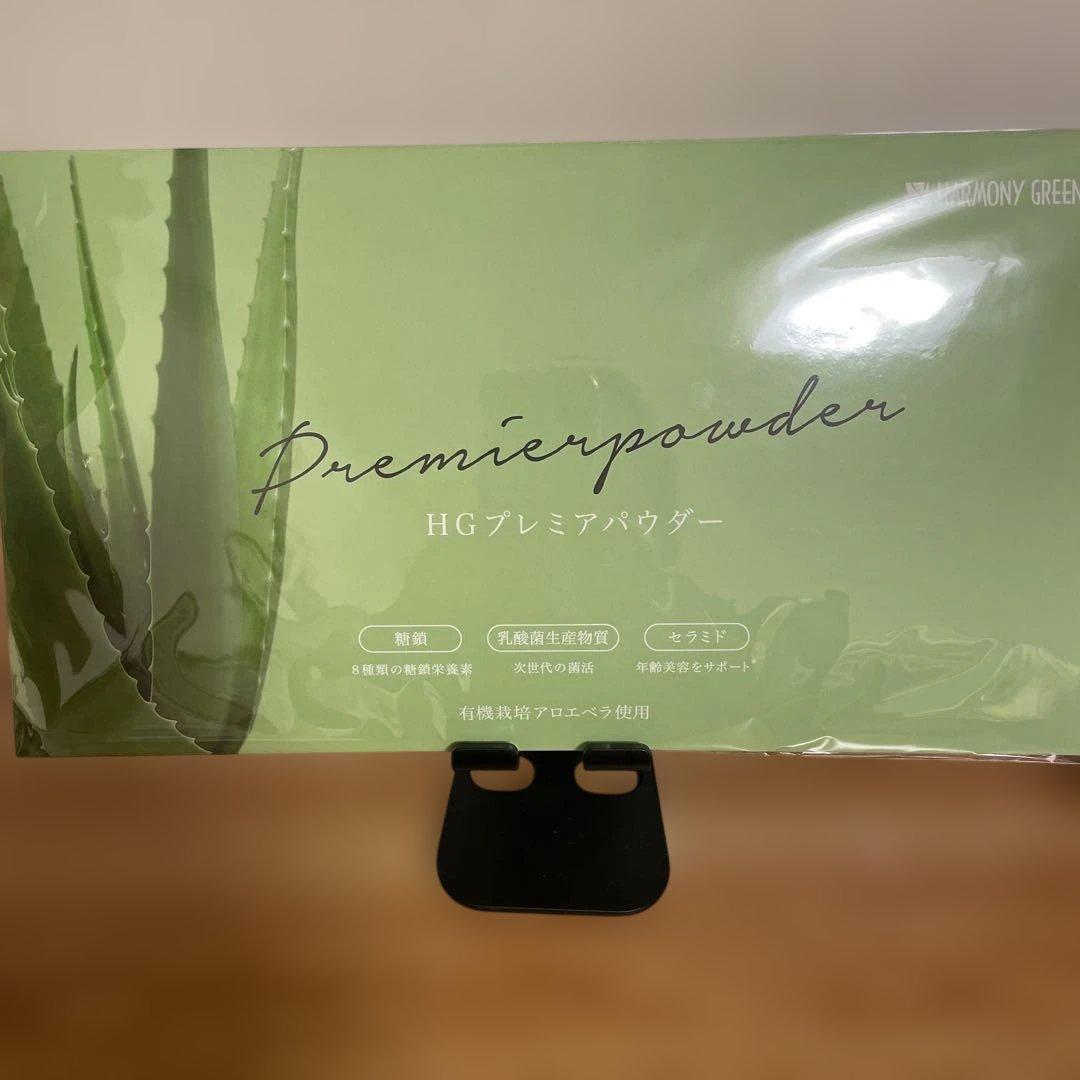 HARMONY GREEN
Premierpowder
HGプレミアパウダー
糖鎖 乳酸菌生産物質 セラミド
8種類の糖鎖栄養素 次世代の菌活 年齢美容をサポート
有機栽培アロエベラ使用